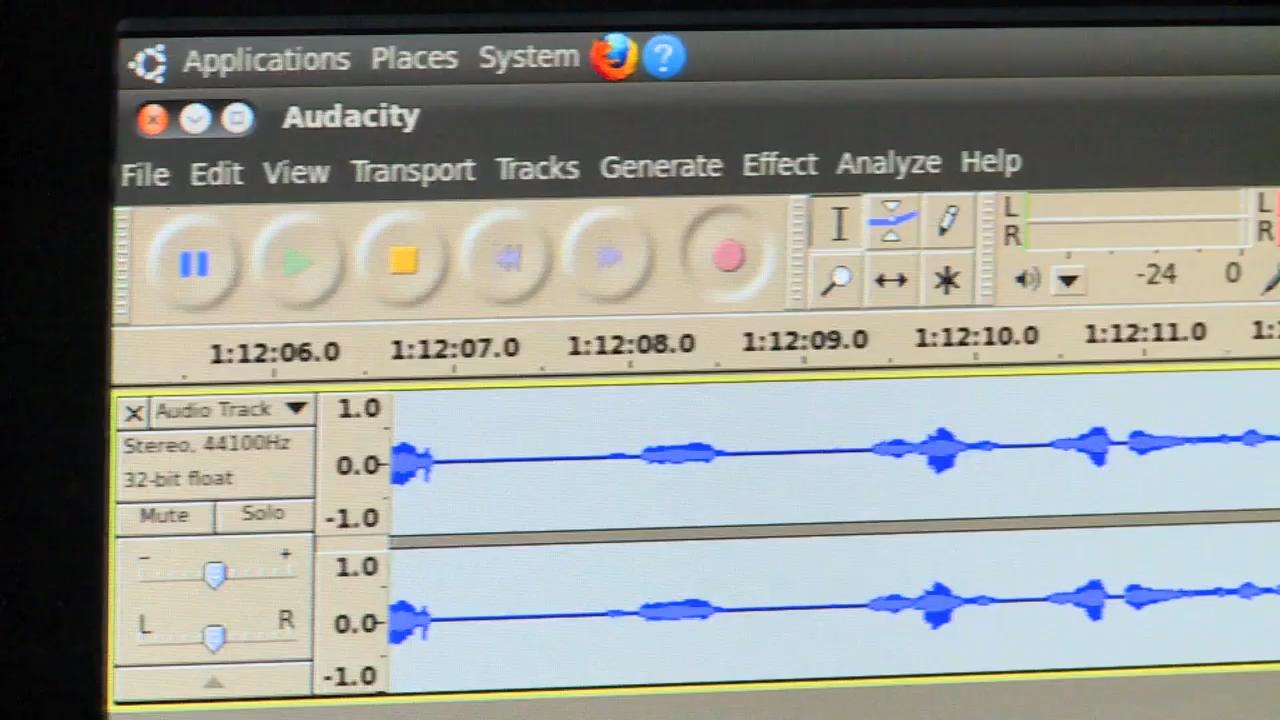 Applications Places System ?
Audacity
File Edit View Transport Tracks Generate Effect Analyze Help
L L
R R
-24 0
1:12:06.0 1:12:07.0 1:12:08.0 1:12:09.0 1:12:10.0 1:12:11.0
Audio Track 1.0
Stereo, 44100Hz
0.0
32-bit float
Mute Solo -1.0
- +
1.0
L R 0.0
-1.0